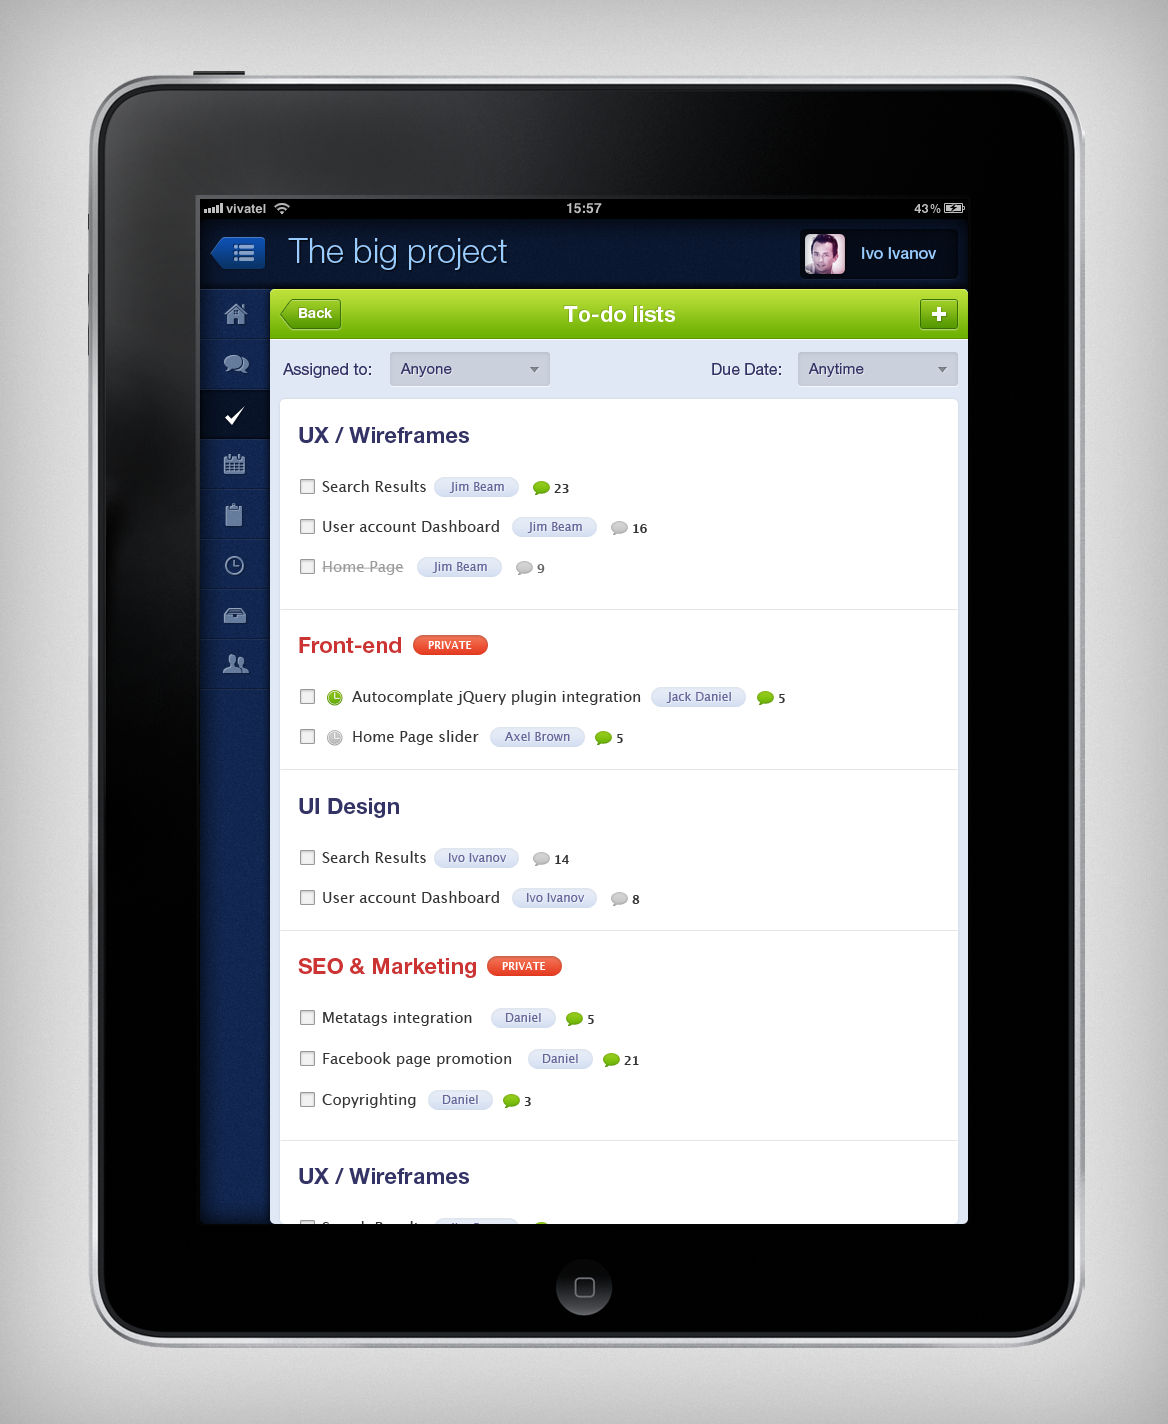 vivatel 15:57 43%
The big project Ivo Ivanov
Back To-do lists
Assigned to: Anyone Due Date: Anytime
UX / Wireframes
Search Results Jim Beam 23
User account Dashboard Jim Beam 16
Home Page Jim Beam 9
Front-end PRIVATE
Autocomplate jQuery plugin integration Jack Daniel 5
Home Page slider Axel Brown 5
UI Design
Search Results Ivo Ivanov 14
User account Dashboard Ivo Ivanov 8
SEO & Marketing PRIVATE
Metatags integration Daniel 5
Facebook page promotion Daniel 21
Copyrighting Daniel 3
UX / Wireframes